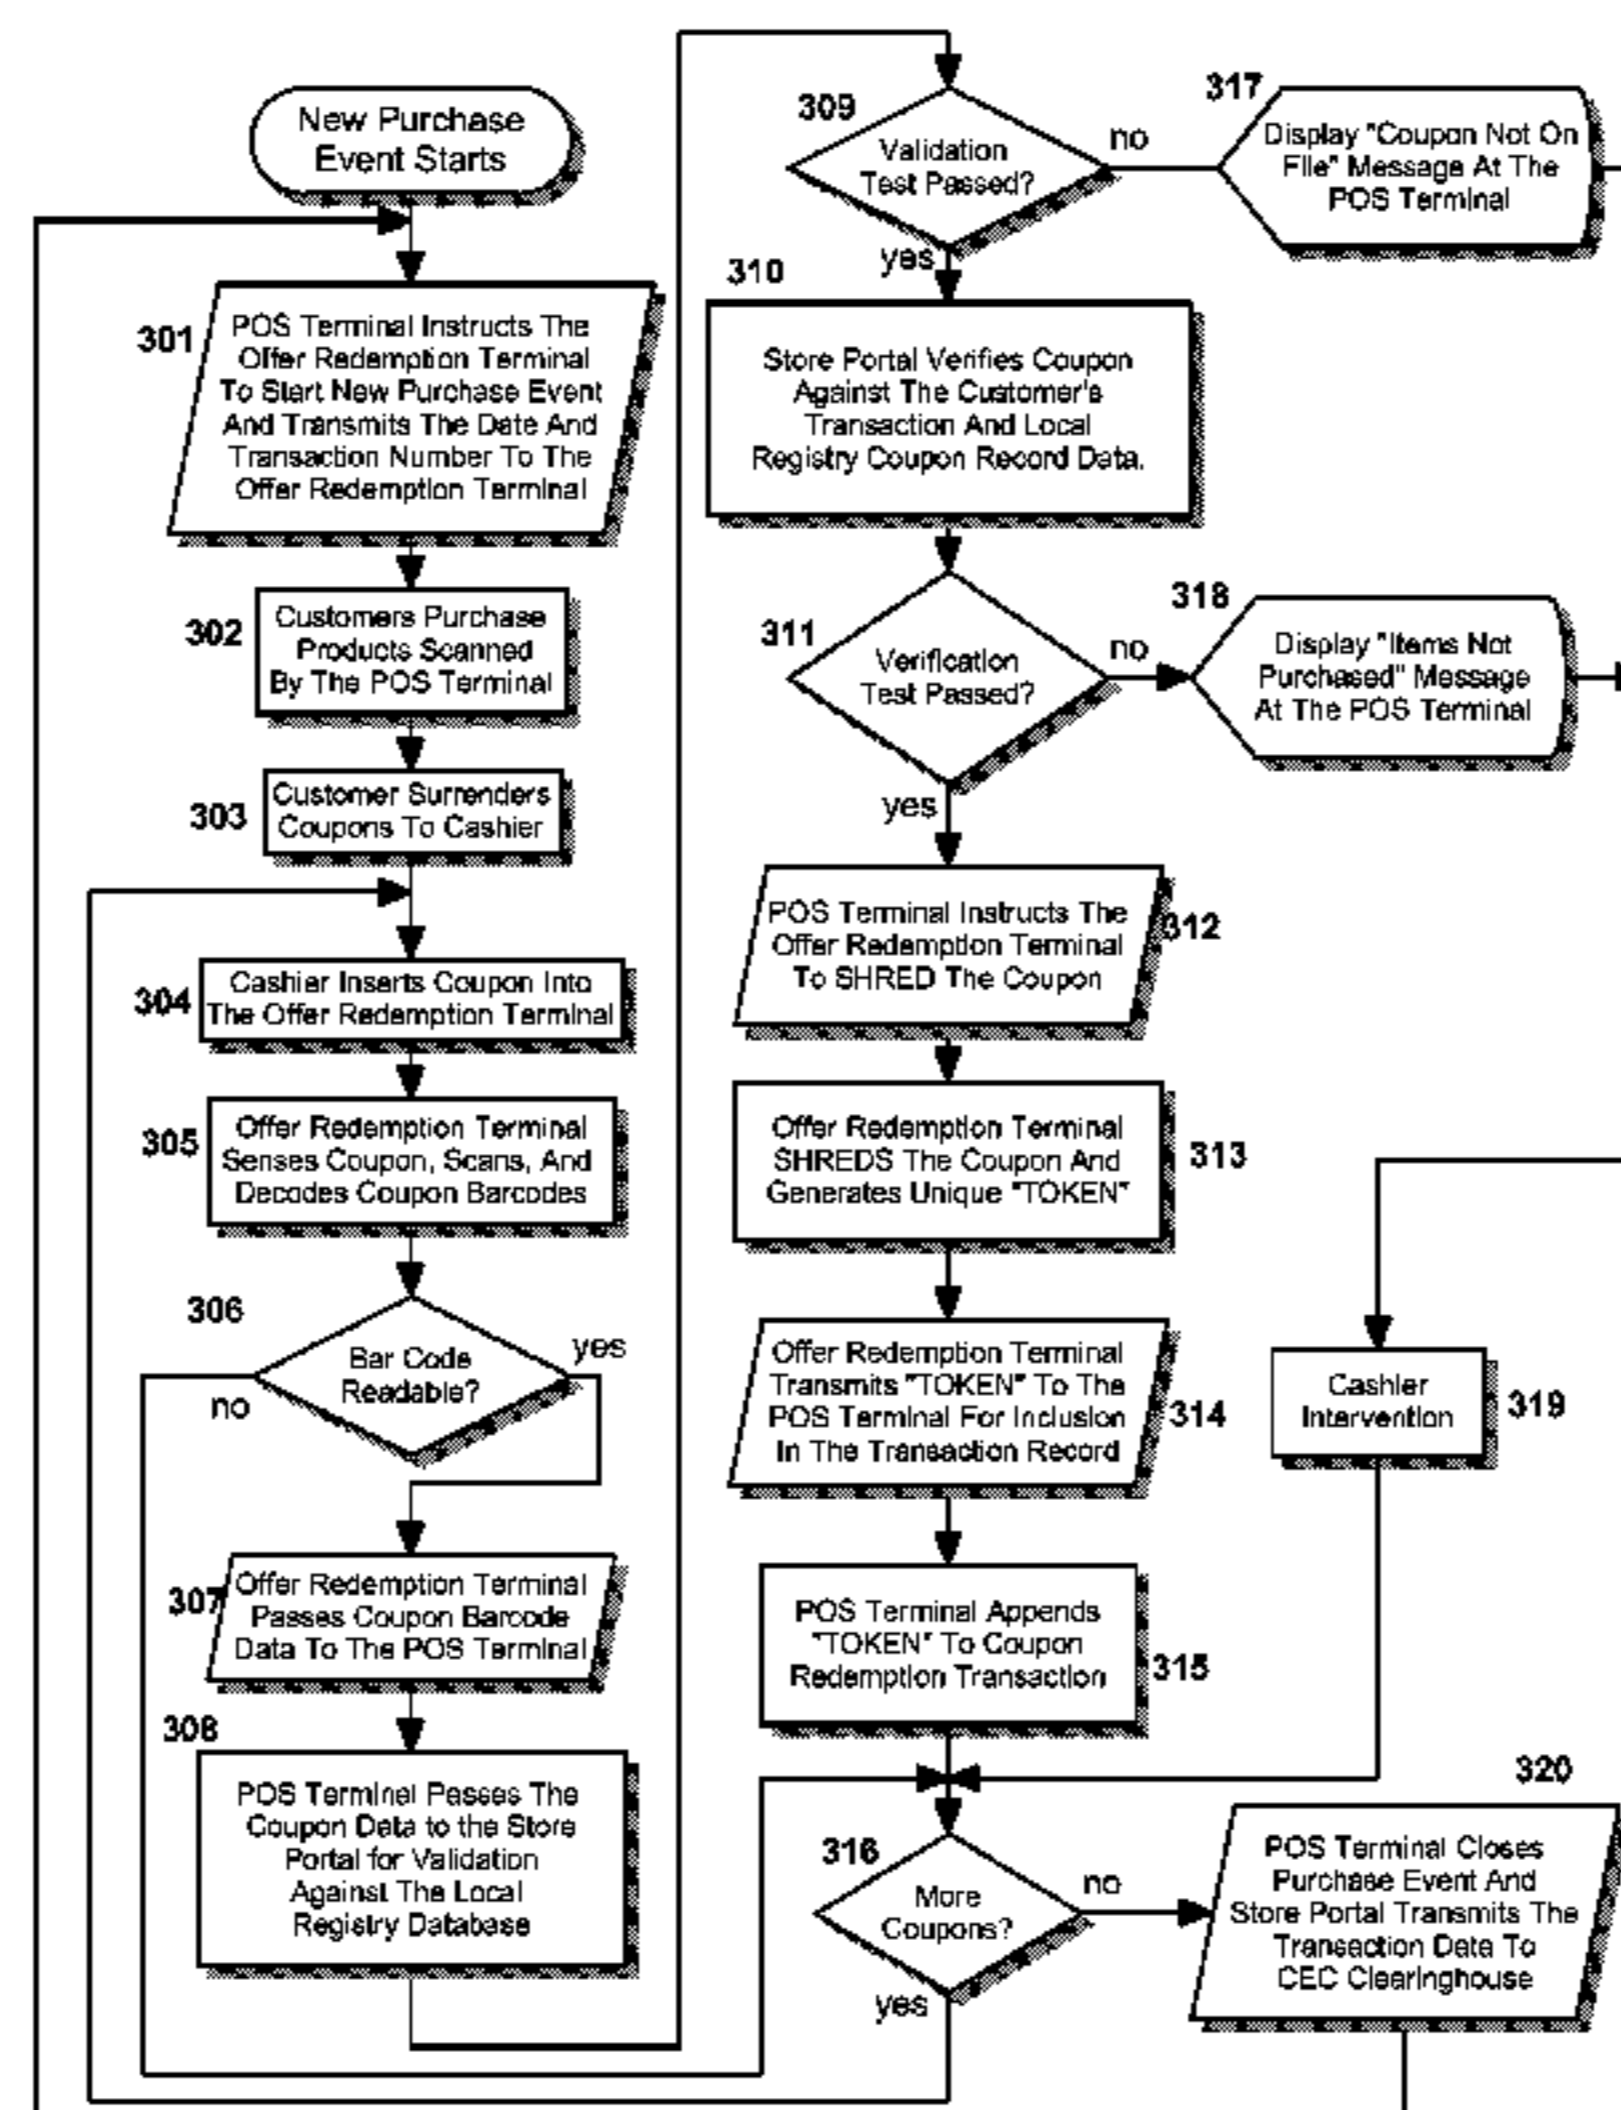 New Purchase
Event Starts
301
POS Terminal Instructs The
Offer Redemption Terminal
To Start New Purchase Event
And Transmits The Date And
Transaction Number To The
Offer Redemption Terminal
302
Customers Purchase
Products Scanned
By The POS Terminal
303
Customer Surrenders
Coupons To Cashier
304
Cashier Inserts Coupon Into
The Offer Redemption Terminal
305
Offer Redemption Terminal
Senses Coupon, Scans, And
Decodes Coupon Barcodes
306
Bar Code
Readable?
yes
no
307
Offer Redemption Terminal
Passes Coupon Barcode
Data To The POS Terminal
308
POS Terminal Passes The
Coupon Data to the Store
Portal for Validation
Against The Local
Registry Database
309
Validation
Test Passed?
no
yes
317
Display "Coupon Not On
File" Message At The
POS Terminal
310
Store Portal Verifies Coupon
Against The Customer's
Transaction And Local
Registry Coupon Record Data.
311
Verification
Test Passed?
no
yes
318
Display "Items Not
Purchased" Message
At The POS Terminal
312
POS Terminal Instructs The
Offer Redemption Terminal
To SHRED The Coupon
313
Offer Redemption Terminal
SHREDS The Coupon And
Generates Unique "TOKEN"
314
Offer Redemption Terminal
Transmits "TOKEN" To The
POS Terminal For Inclusion
In The Transaction Record
315
POS Terminal Appends
"TOKEN" To Coupon
Redemption Transaction
316
More
Coupons?
no
yes
319
Cashier
Intervention
320
POS Terminal Closes
Purchase Event And
Store Portal Transmits The
Transaction Data To
CEC Clearinghouse